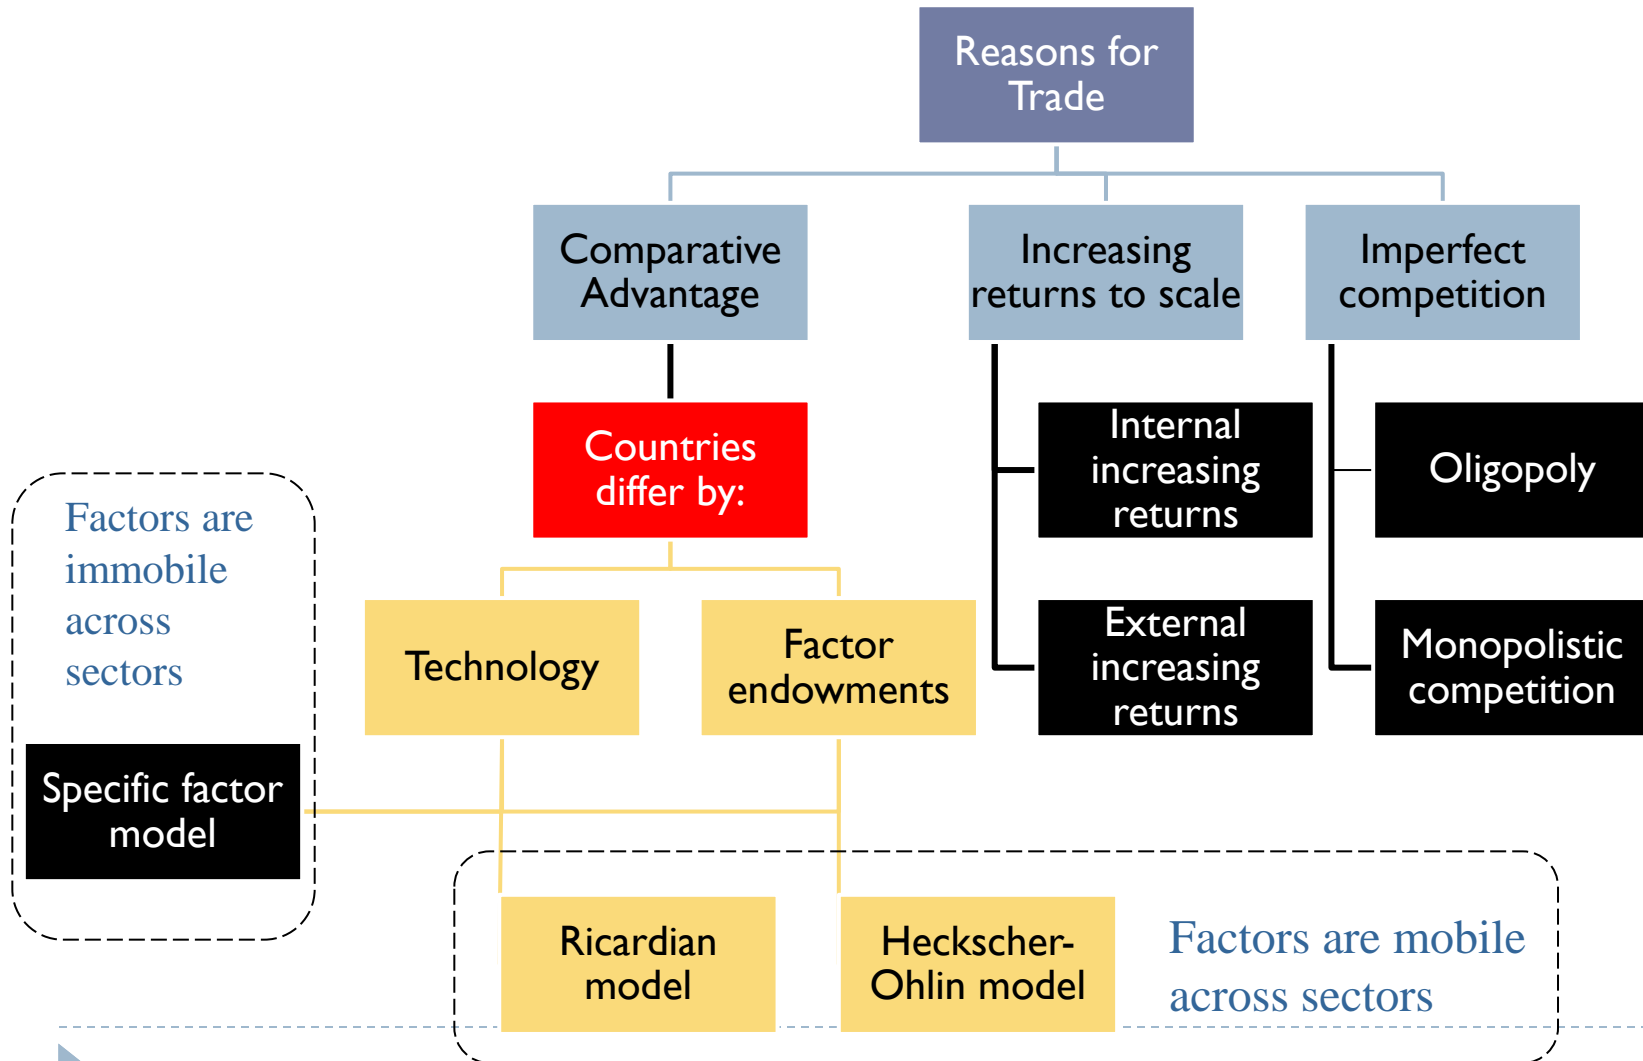 Reasons for
Trade
Comparative
Advantage
Increasing
returns to scale
Imperfect
competition
Countries
differ by:
Internal
increasing
returns
Oligopoly
Factors are
immobile
across
sectors
Technology
Factor
endowments
External
increasing
returns
Monopolistic
competition
Specific factor
model
Ricardian
model
Heckscher-
Ohlin model
Factors are mobile
across sectors